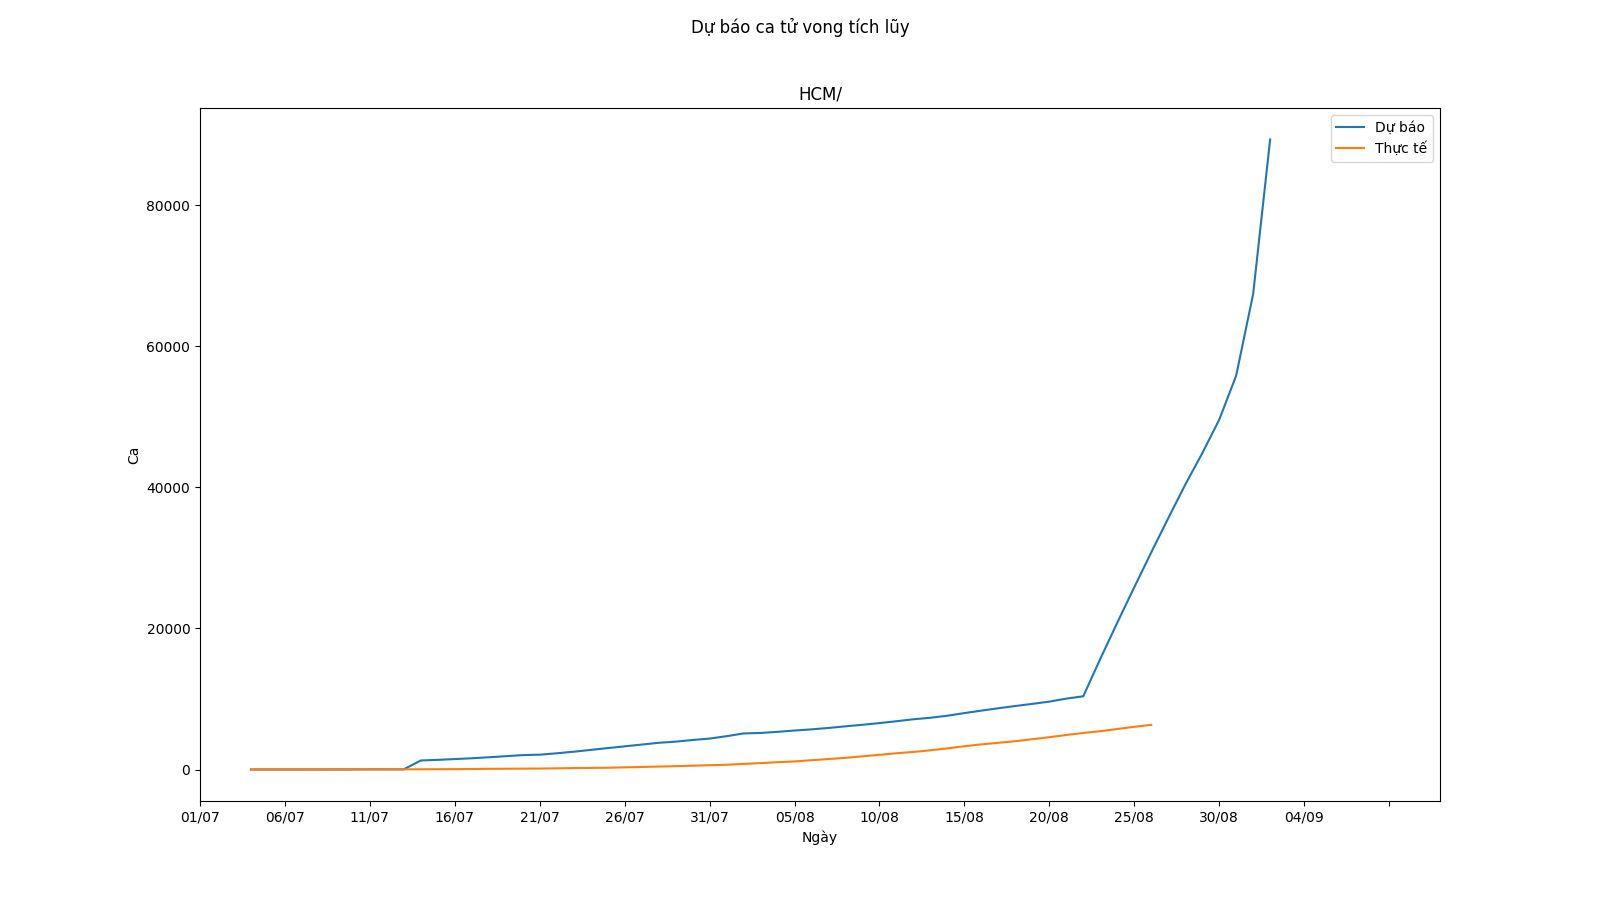 Dự báo ca tử vong tích lũy
HCM/
Dự báo
Thực tế
80000
60000
40000
20000
0
Ca
01/07 06/07 11/07 16/07 21/07 26/07 31/07 05/08 10/08 15/08 20/08 25/08 30/08 04/09
Ngày